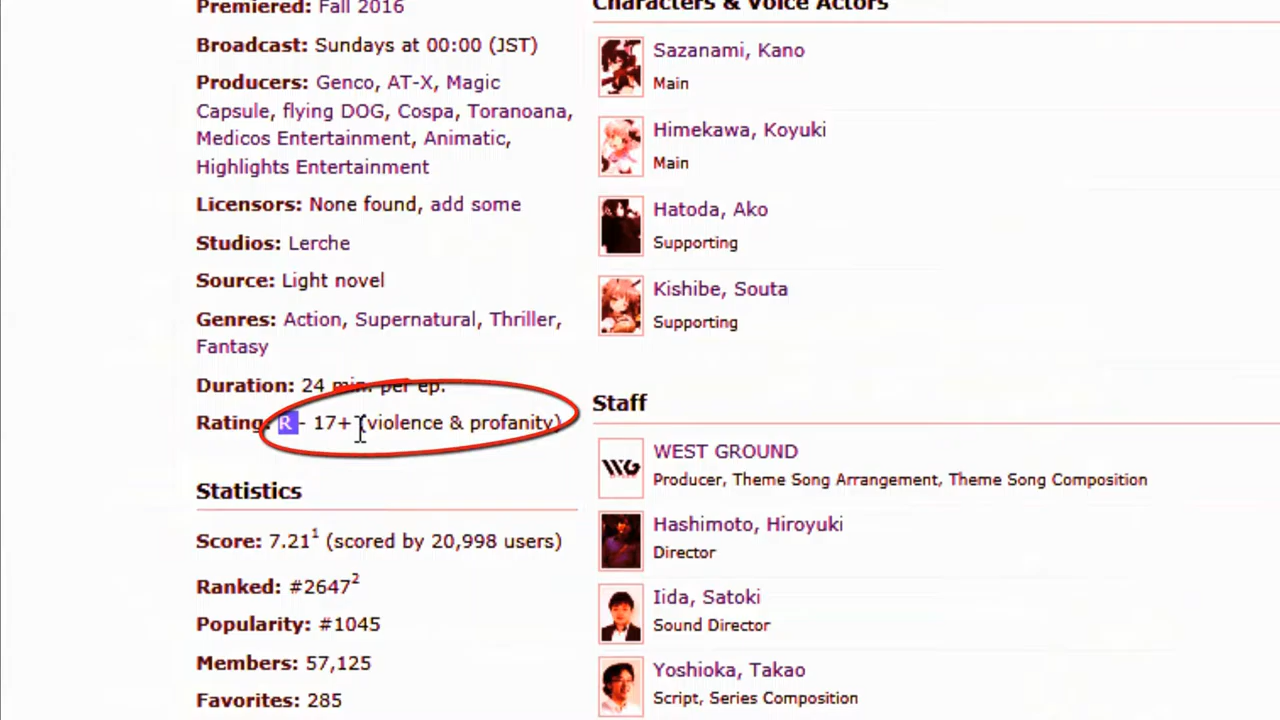 Premiered: Fall 2016
Broadcast: Sundays at 00:00 (JST)
Producers: Genco, AT-X, Magic
Capsule, flying DOG, Cospa, Toranoana,
Medicos Entertainment, Animatic,
Highlights Entertainment
Licensors: None found, add some
Studios: Lerche
Source: Light novel
Genres: Action, Supernatural, Thriller,
Fantasy
Duration: 24 min. per ep.
Rating: R - 17+ (violence & profanity)
Statistics
Score: 7.21¹ (scored by 20,998 users)
Ranked: #2647²
Popularity: #1045
Members: 57,125
Favorites: 285
Characters & Voice Actors
Sazanami, Kano
Main
Himekawa, Koyuki
Main
Hatoda, Ako
Supporting
Kishibe, Souta
Supporting
Staff
WG
WEST GROUND
Producer, Theme Song Arrangement, Theme Song Composition
Hashimoto, Hiroyuki
Director
Iida, Satoki
Sound Director
Yoshioka, Takao
Script, Series Composition